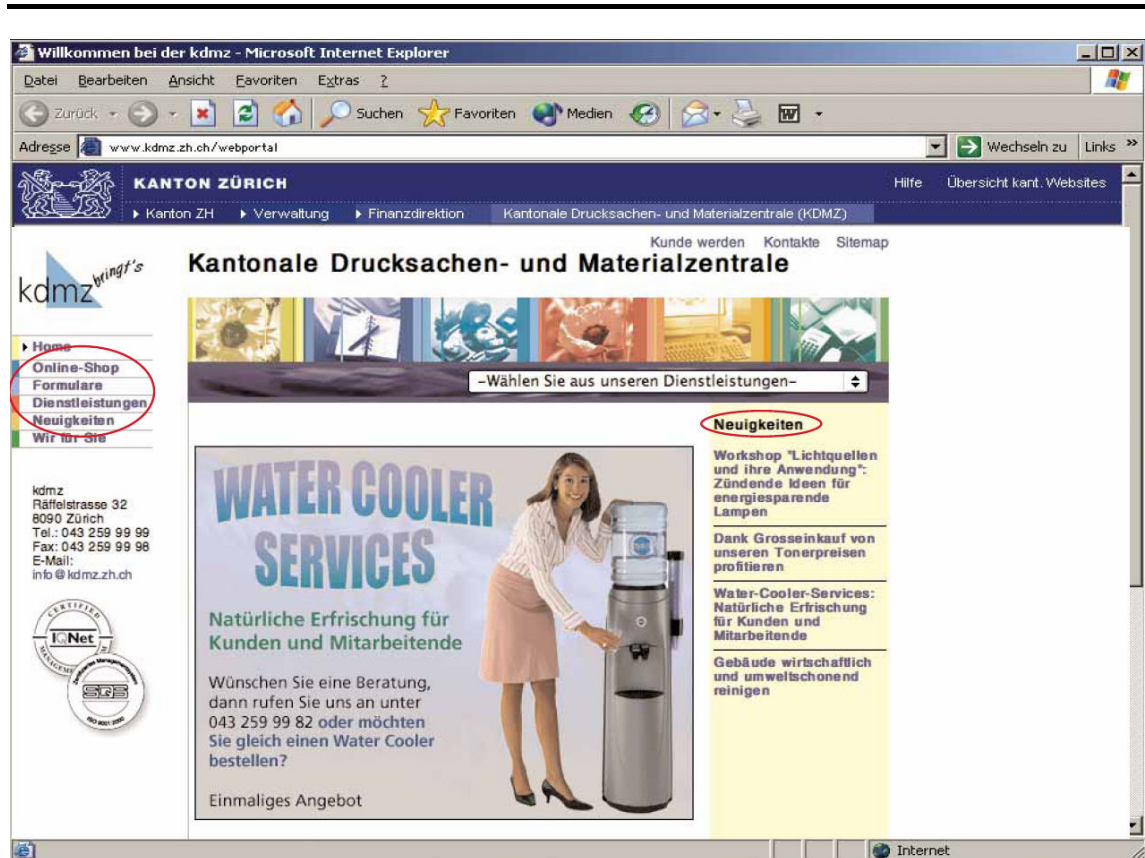 Willkommen bei der kdmz - Microsoft Internet Explorer
Datei Bearbeiten Ansicht Favoriten Extras ?
Zurück Suchen Favoriten Medien
Adresse www.kdmz.zh.ch/webportal Wechseln zu Links »
KANTON ZÜRICH Hilfe Übersicht kant. Websites
Kanton ZH Verwaltung Finanzdirektion Kantonale Drucksachen- und Materialzentrale (KDMZ)
Kunde werden Kontakte Sitemap
kdmz bringt's
Kantonale Drucksachen- und Materialzentrale
Home
Online-Shop
Formulare
Dienstleistungen
Neuigkeiten
Wir für Sie
–Wählen Sie aus unseren Dienstleistungen–
kdmz
Räffelstrasse 32
8090 Zürich
Tel.: 043 259 99 99
Fax: 043 259 99 98
E-Mail:
info@kdmz.zh.ch
CERTIFIED
IQNet
MANAGEMENT
SGS
ISO 9001:2000
WATER COOLER
SERVICES
Natürliche Erfrischung für
Kunden und Mitarbeitende
Wünschen Sie eine Beratung,
dann rufen Sie uns an unter
043 259 99 82 oder möchten
Sie gleich einen Water Cooler
bestellen?
Einmaliges Angebot
Neuigkeiten
Workshop "Lichtquellen
und ihre Anwendung":
Zündende Ideen für
energiesparende
Lampen
Dank Grosseinkauf von
unseren Tonerpreisen
profitieren
Water-Cooler-Services:
Natürliche Erfrischung
für Kunden und
Mitarbeitende
Gebäude wirtschaftlich
und umweltschonend
reinigen
Internet